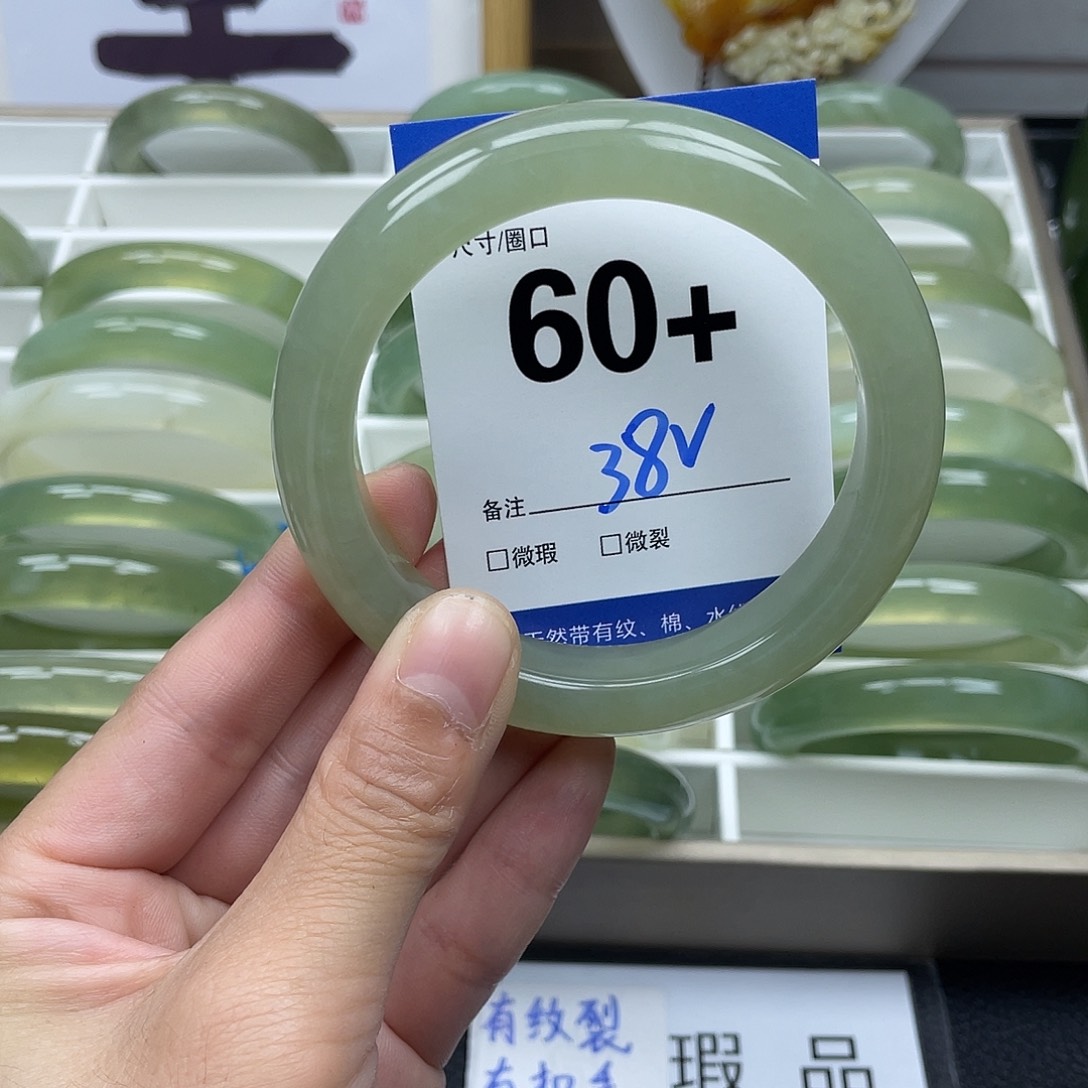 尺寸/圈口
60+
38V
备注
□微瑕 □微裂
天然带有纹、棉、水
有纹裂
瑕 品